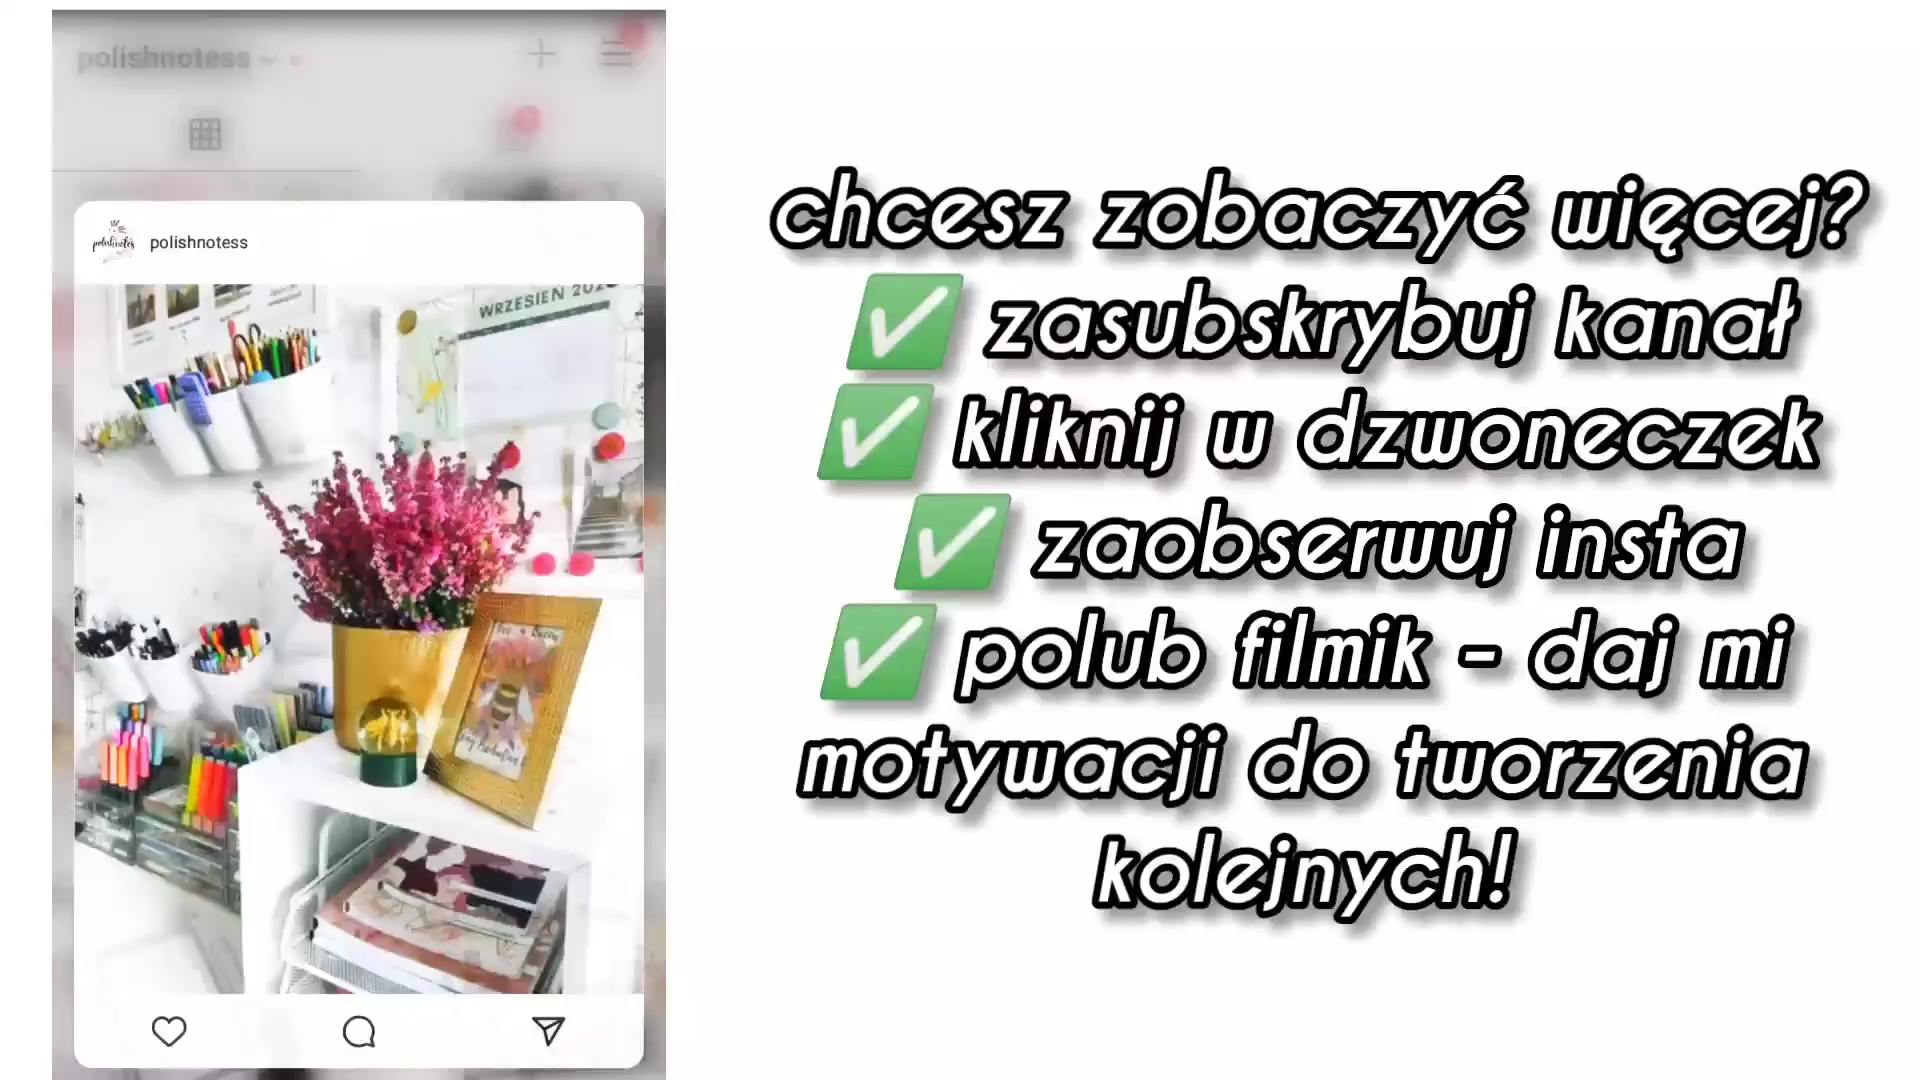 polishnotess
polishnotess
WRZESIEŃ 202
chcesz zobaczyć więcej?
✅ zasubskrybuj kanał
✅ kliknij w dzwoneczek
✅ zaobserwuj insta
✅ polub filmik - daj mi
motywacji do tworzenia
kolejnych!